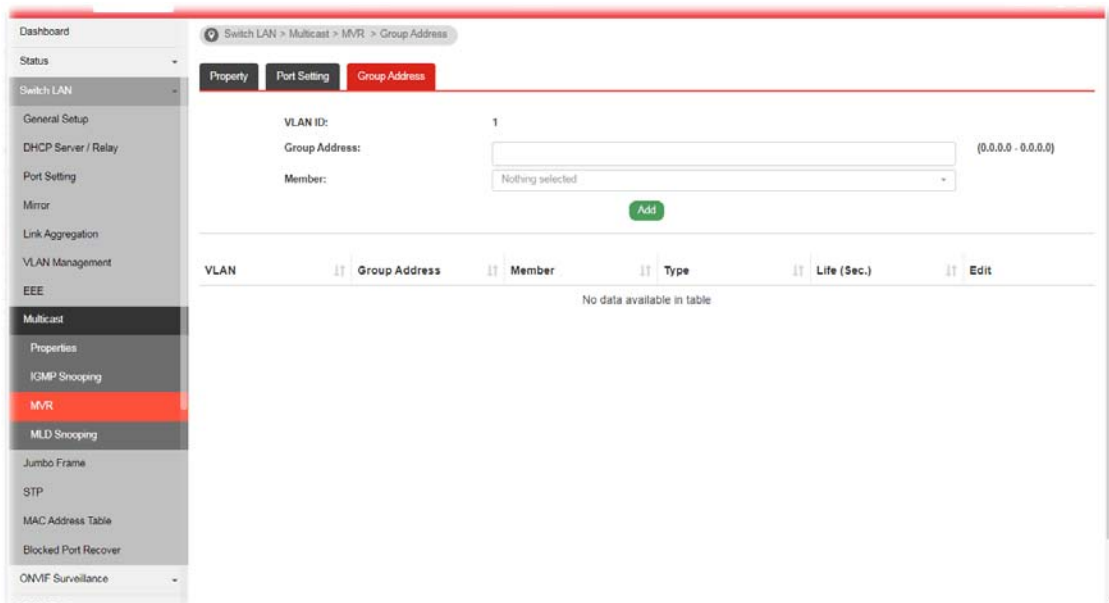 Dashboard
Status
Switch LAN
General Setup
DHCP Server / Relay
Port Setting
Mirror
Link Aggregation
VLAN Management
EEE
Multicast
Properties
IGMP Snooping
MVR
MLD Snooping
Jumbo Frame
STP
MAC Address Table
Blocked Port Recover
ONVIF Surveillance
Switch LAN > Multicast > MVR > Group Address
Property Port Setting Group Address
VLAN ID: 1
Group Address: (0.0.0.0 - 0.0.0.0)
Member: Nothing selected
Add
VLAN Group Address Member Type Life (Sec.) Edit
No data available in table